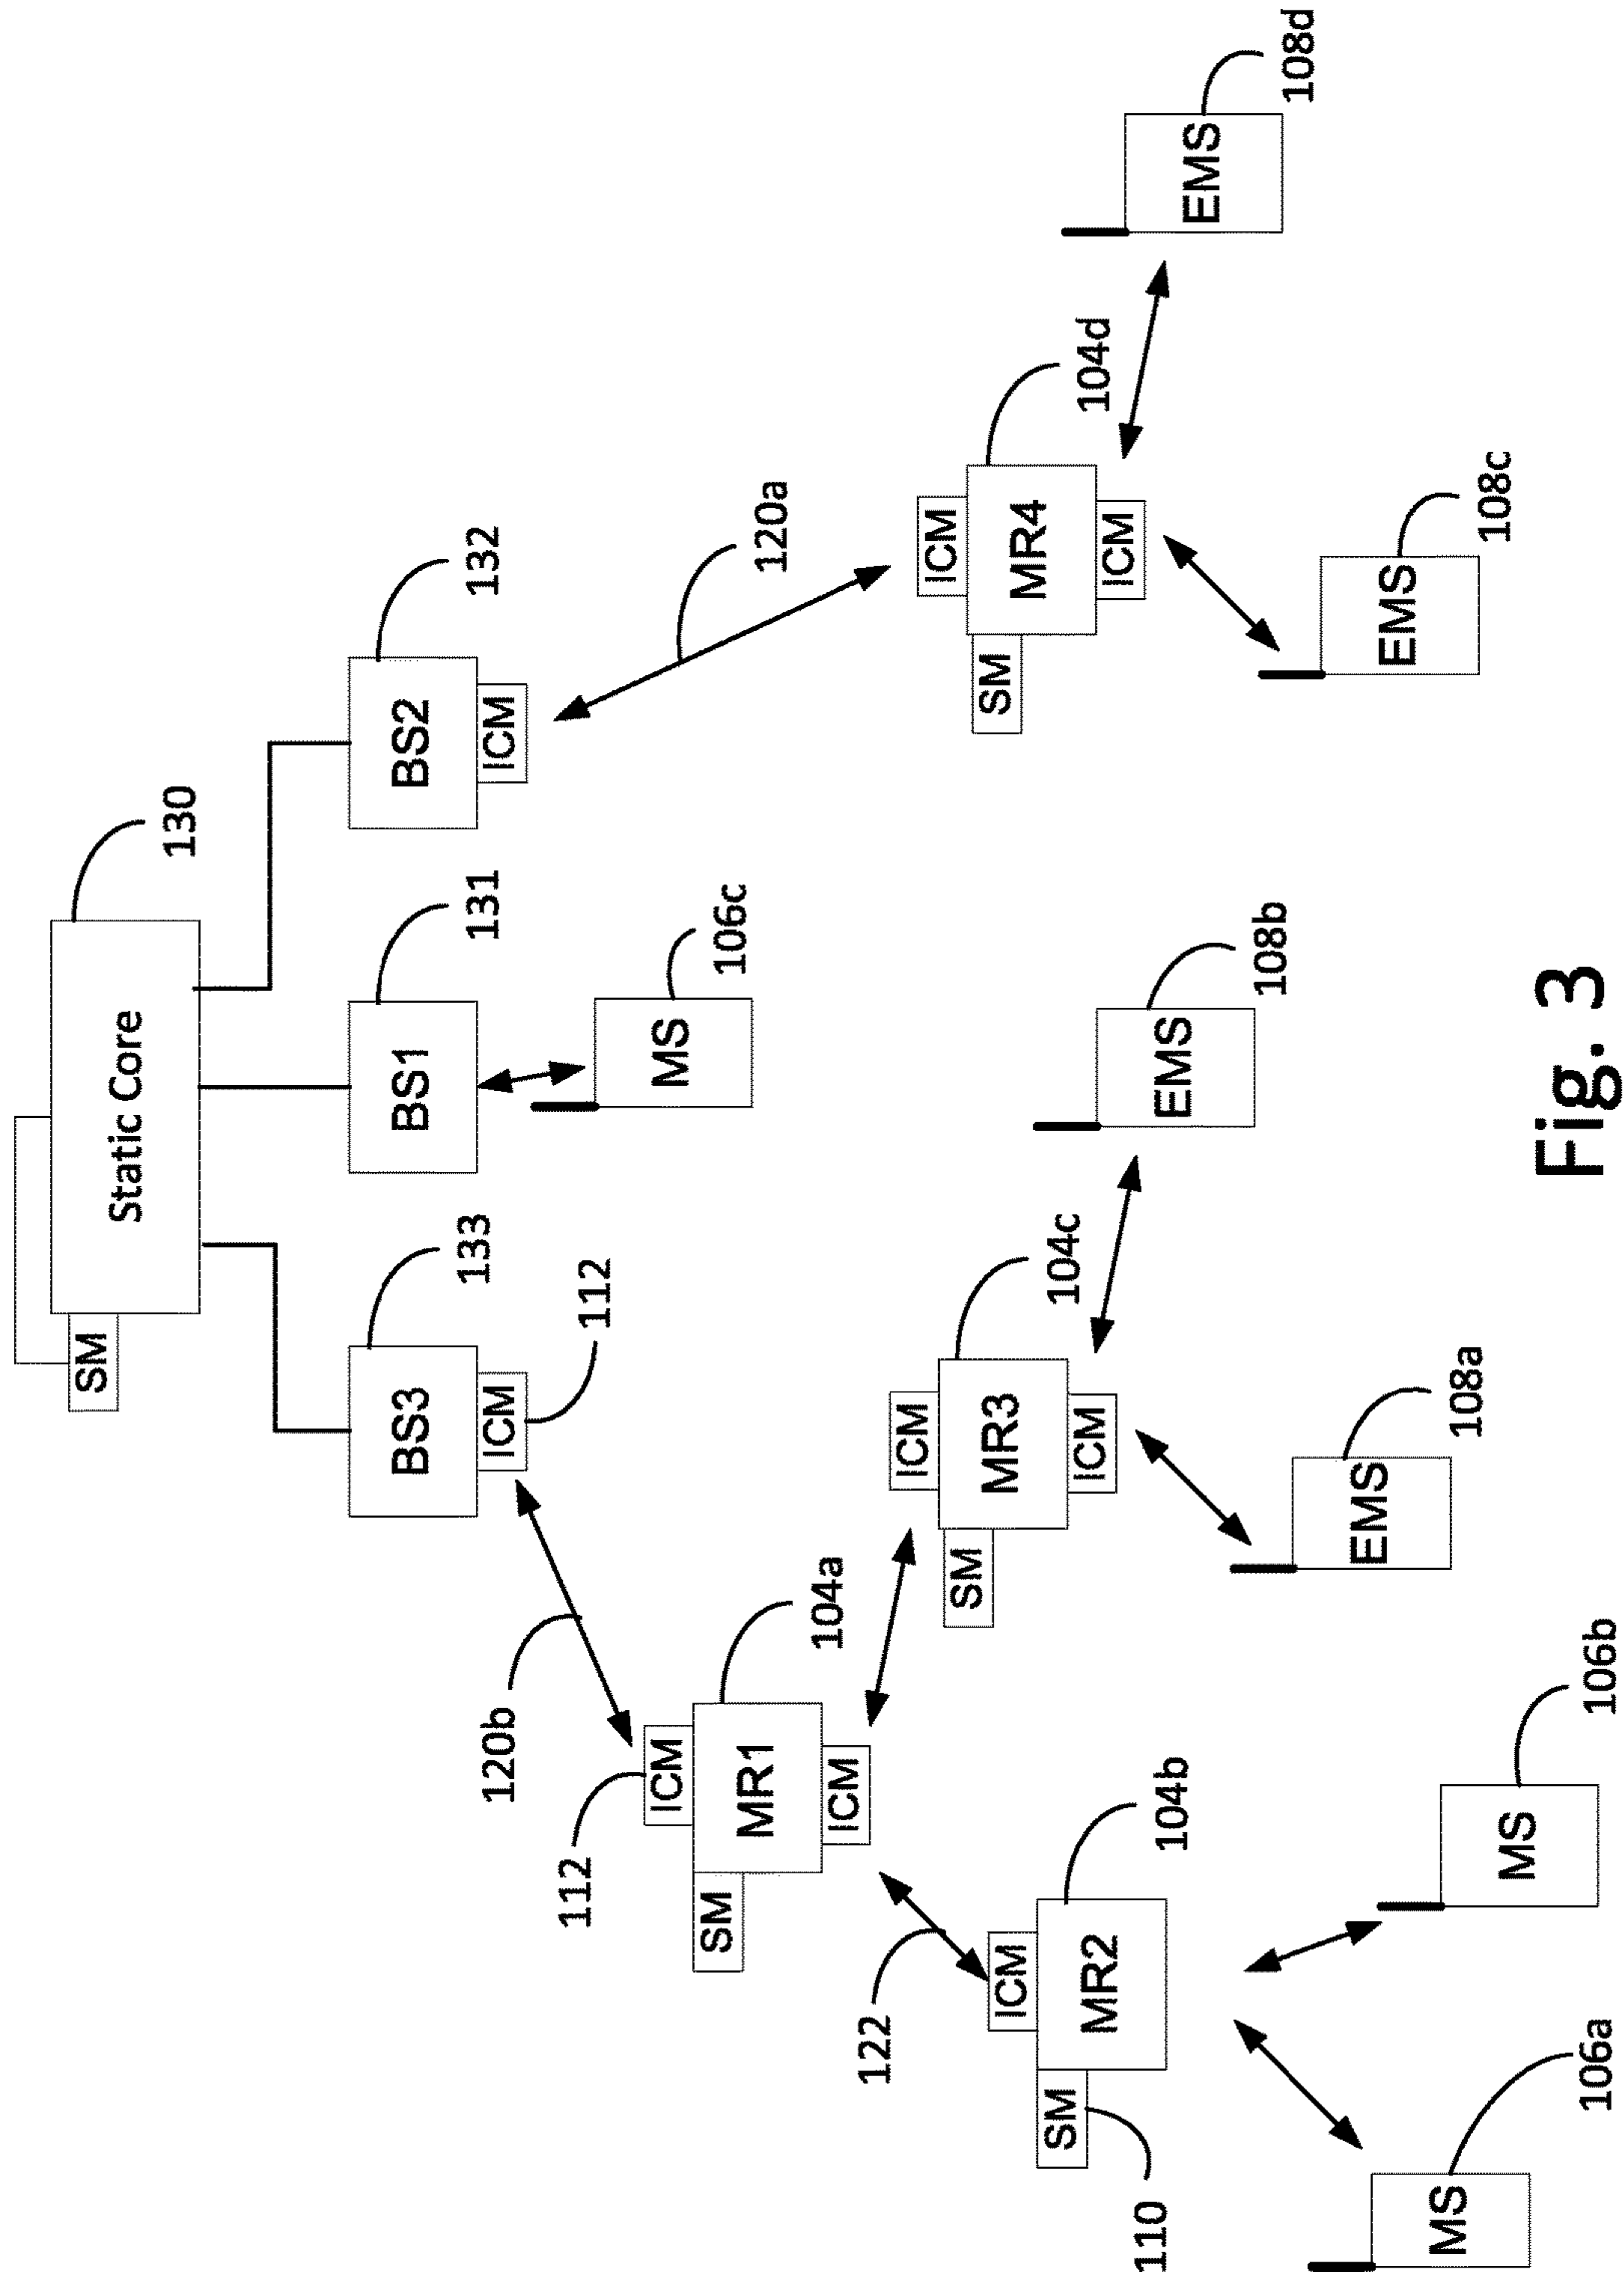 130
Static Core
SM
133
131
132
BS3
BS1
BS2
112
ICM
ICM
120b
106c
MS
120a
112
ICM
104a
MR1
SM
ICM
104c
104d
ICM
ICM
MR3
MR4
SM
SM
ICM
ICM
122
ICM
104b
MR2
SM
110
108b
EMS
108d
EMS
108a
EMS
108c
EMS
106a
MS
106b
MS
Fig. 3